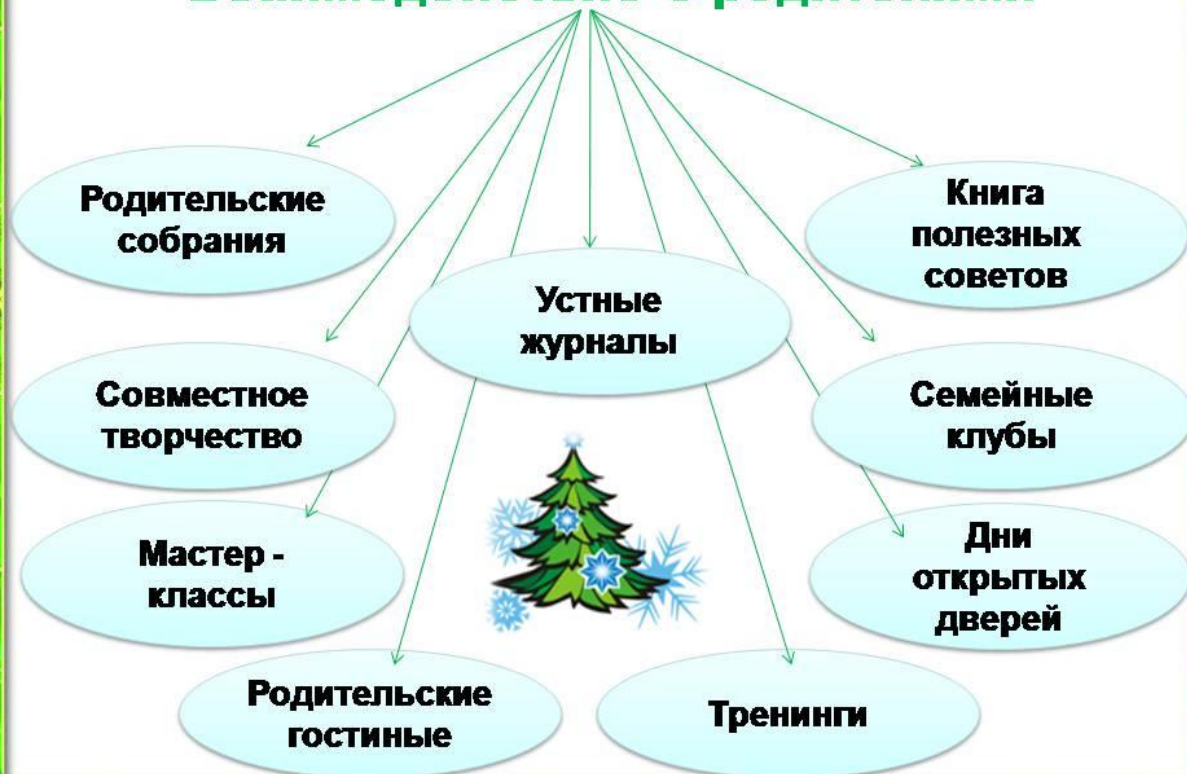 Родительские
собрания
Книга
полезных
советов
Устные
журналы
Совместное
творчество
Семейные
клубы
Мастер -
классы
Дни
открытых
дверей
Родительские
гостиные
Тренинги